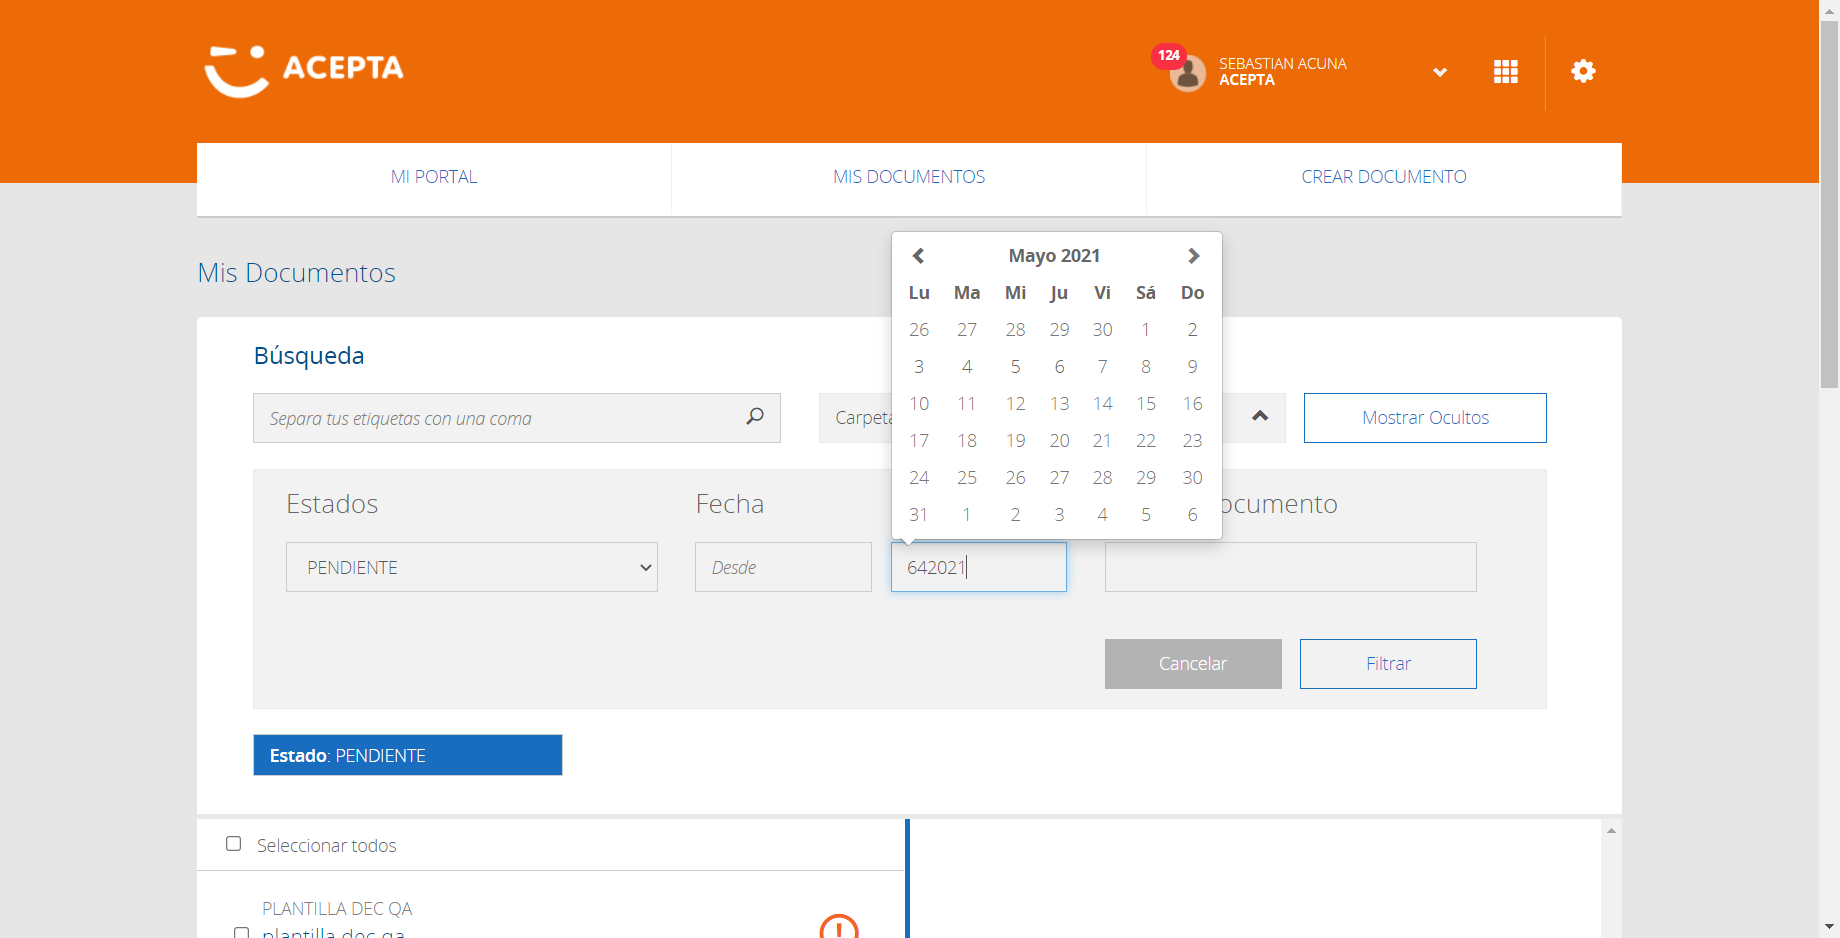 ACEPTA
124
SEBASTIAN ACUNA
ACEPTA
MI PORTAL
MIS DOCUMENTOS
CREAR DOCUMENTO
Mis Documentos
Mayo 2021
Lu Ma Mi Ju Vi Sá Do
26 27 28 29 30 1 2
3 4 5 6 7 8 9
10 11 12 13 14 15 16
17 18 19 20 21 22 23
24 25 26 27 28 29 30
31 1 2 3 4 5 6
Búsqueda
Separa tus etiquetas con una coma
Carpeta
Mostrar Ocultos
Estados
Fecha
ocumento
PENDIENTE
Desde
642021
Cancelar
Filtrar
Estado: PENDIENTE
Seleccionar todos
PLANTILLA DEC QA
plantilla dec qa